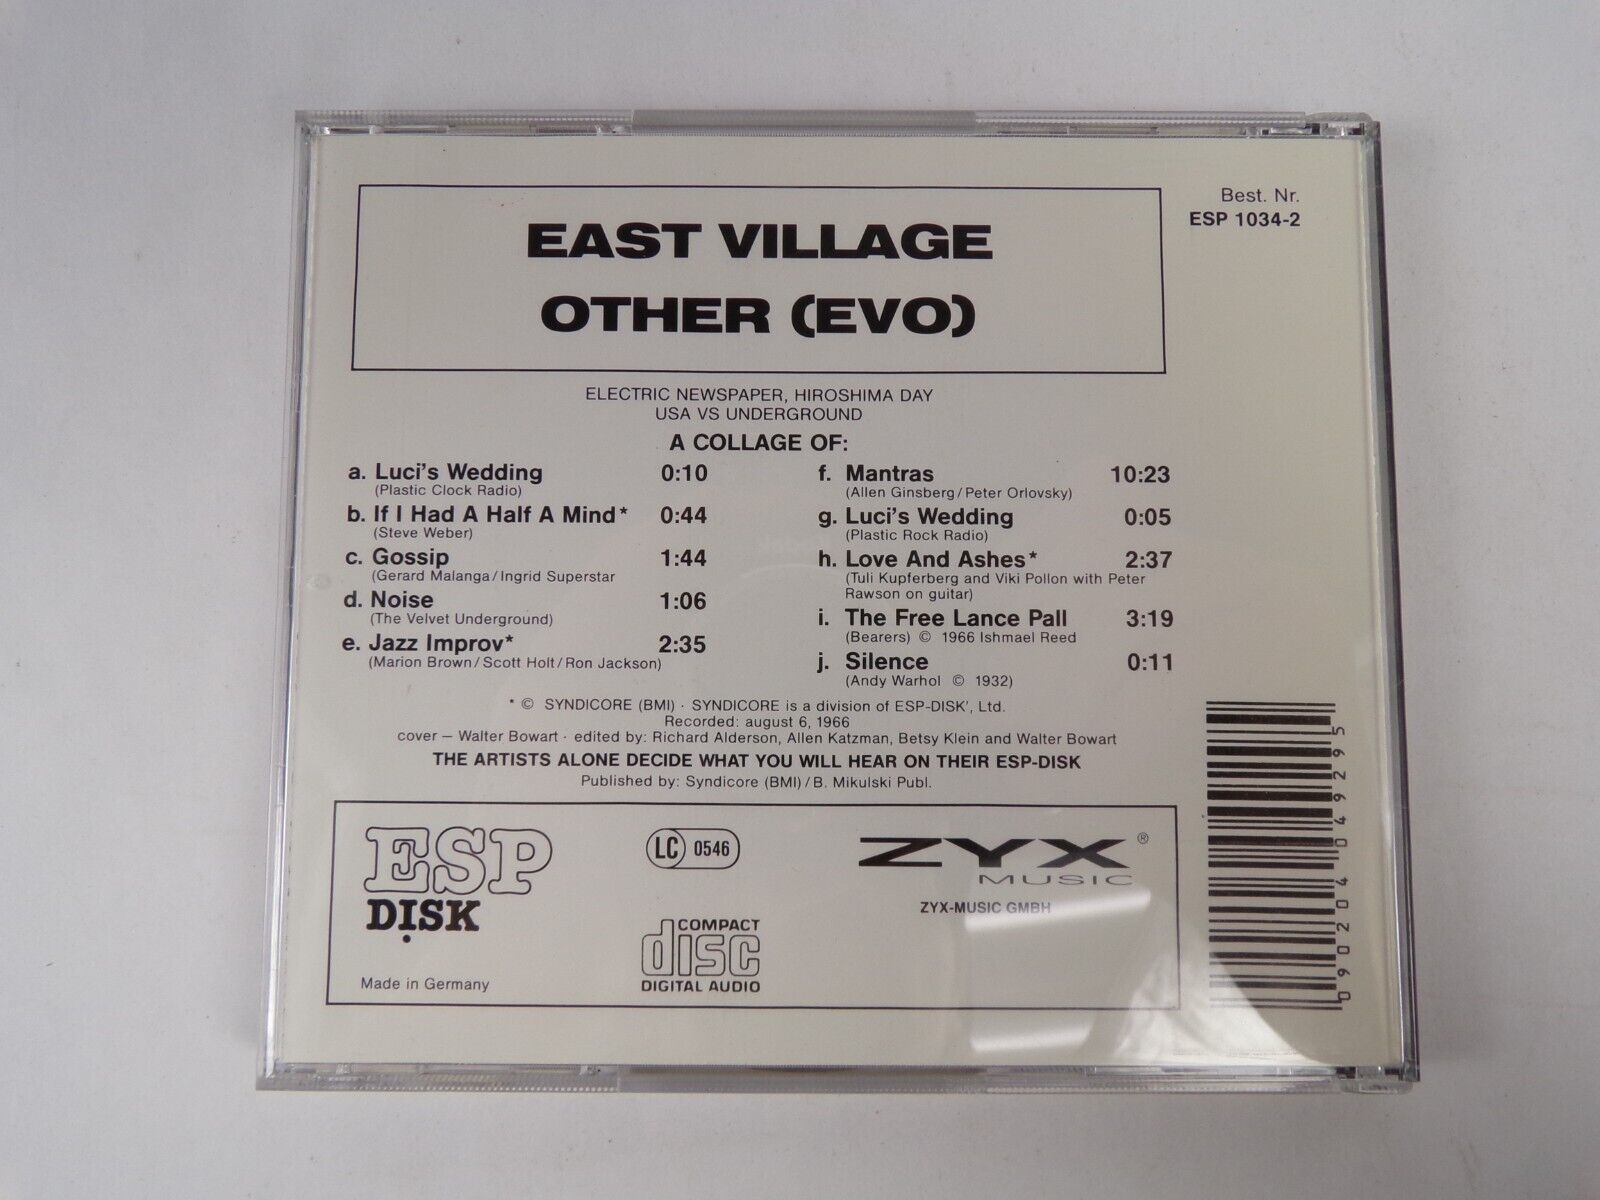 Best. Nr.
ESP 1034-2
EAST VILLAGE
OTHER (EVO)
ELECTRIC NEWSPAPER, HIROSHIMA DAY
USA VS UNDERGROUND
A COLLAGE OF:
a. Luci's Wedding 0:10
(Plastic Clock Radio)
b. If I Had A Half A Mind* 0:44
(Steve Weber)
c. Gossip 1:44
(Gerard Malanga/Ingrid Superstar
d. Noise 1:06
(The Velvet Underground)
e. Jazz Improv* 2:35
(Marion Brown/Scott Holt/Ron Jackson)
f. Mantras 10:23
(Allen Ginsberg/Peter Orlovsky)
g. Luci's Wedding 0:05
(Plastic Rock Radio)
h. Love And Ashes* 2:37
(Tuli Kupferberg and Viki Pollon with Peter
Rawson on guitar)
i. The Free Lance Pall 3:19
(Bearers) © 1966 Ishmael Reed
j. Silence 0:11
(Andy Warhol © 1932)
* © SYNDICORE (BMI) · SYNDICORE is a division of ESP-DISK', Ltd.
Recorded: august 6, 1966
cover – Walter Bowart · edited by: Richard Alderson, Allen Katzman, Betsy Klein and Walter Bowart
THE ARTISTS ALONE DECIDE WHAT YOU WILL HEAR ON THEIR ESP-DISK
Published by: Syndicore (BMI)/B. Mikulski Publ.
ESP
DISK
Made in Germany
LC 0546
COMPACT
disc
DIGITAL AUDIO
ZYX®
MUSIC
ZYX-MUSIC GMBH
090204049295